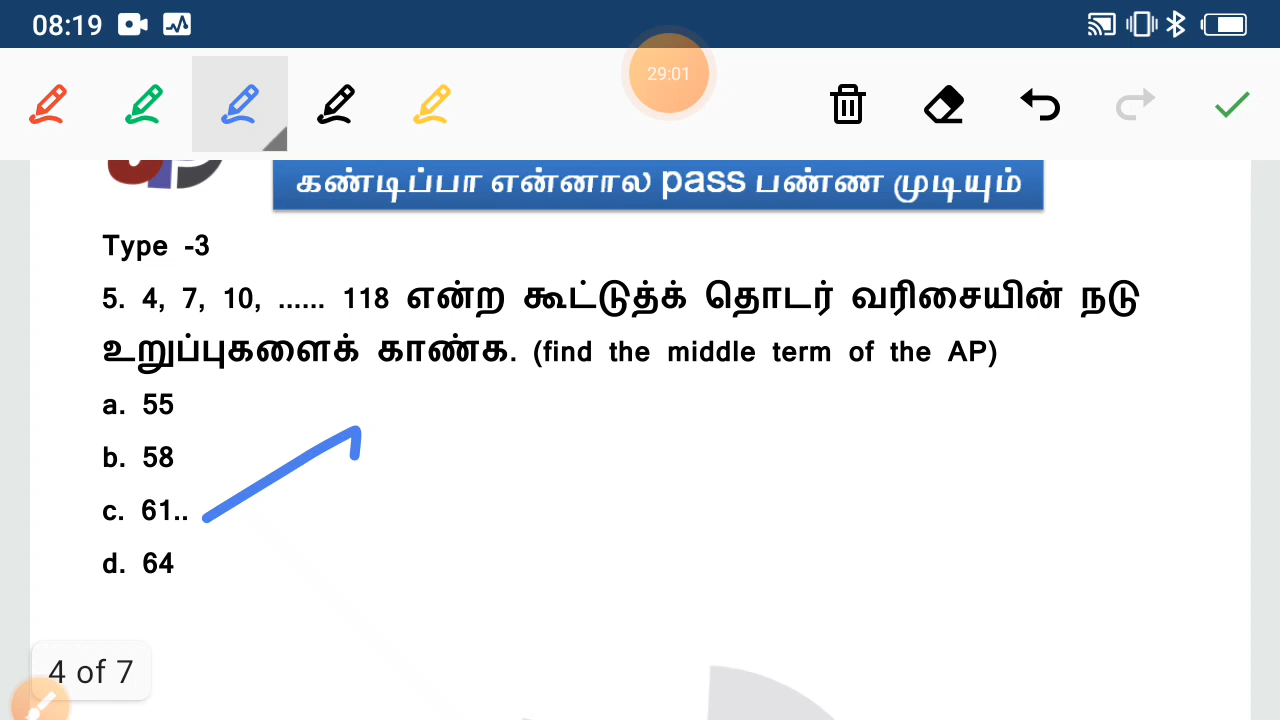 08:19
29:01
கண்டிப்பா என்னால pass பண்ண முடியும்
Type -3
5. 4, 7, 10, ...... 118 என்ற கூட்டுத்க் தொடர் வரிசையின் நடு
உறுப்புகளைக் காண்க. (find the middle term of the AP)
a. 55
b. 58
c. 61..
d. 64
4 of 7